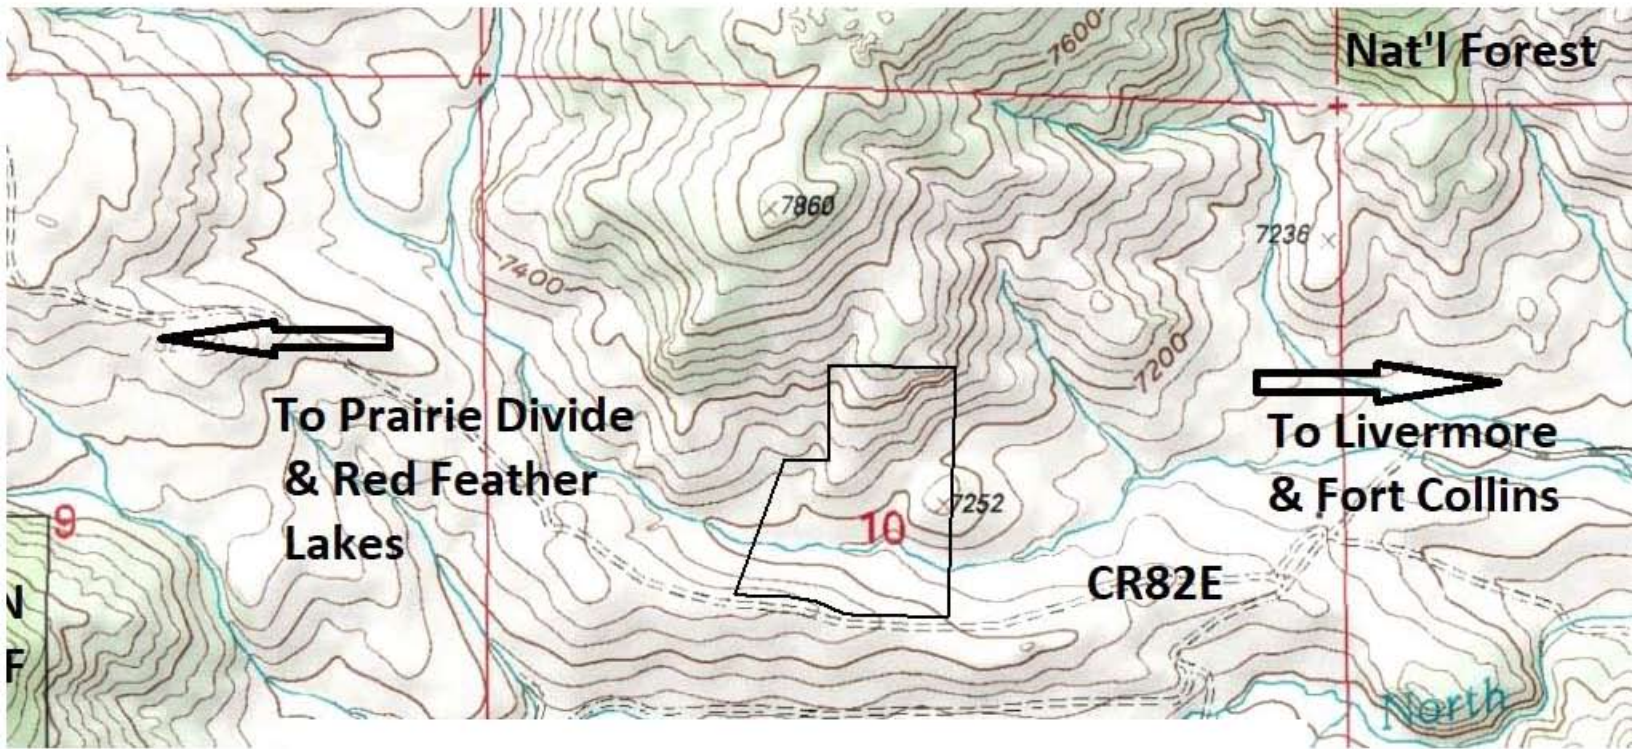 Nat'l Forest
7600
7860
7236
7400
7200
To Prairie Divide
& Red Feather
Lakes
To Livermore
& Fort Collins
7252
9
10
CR82E
N
F
North